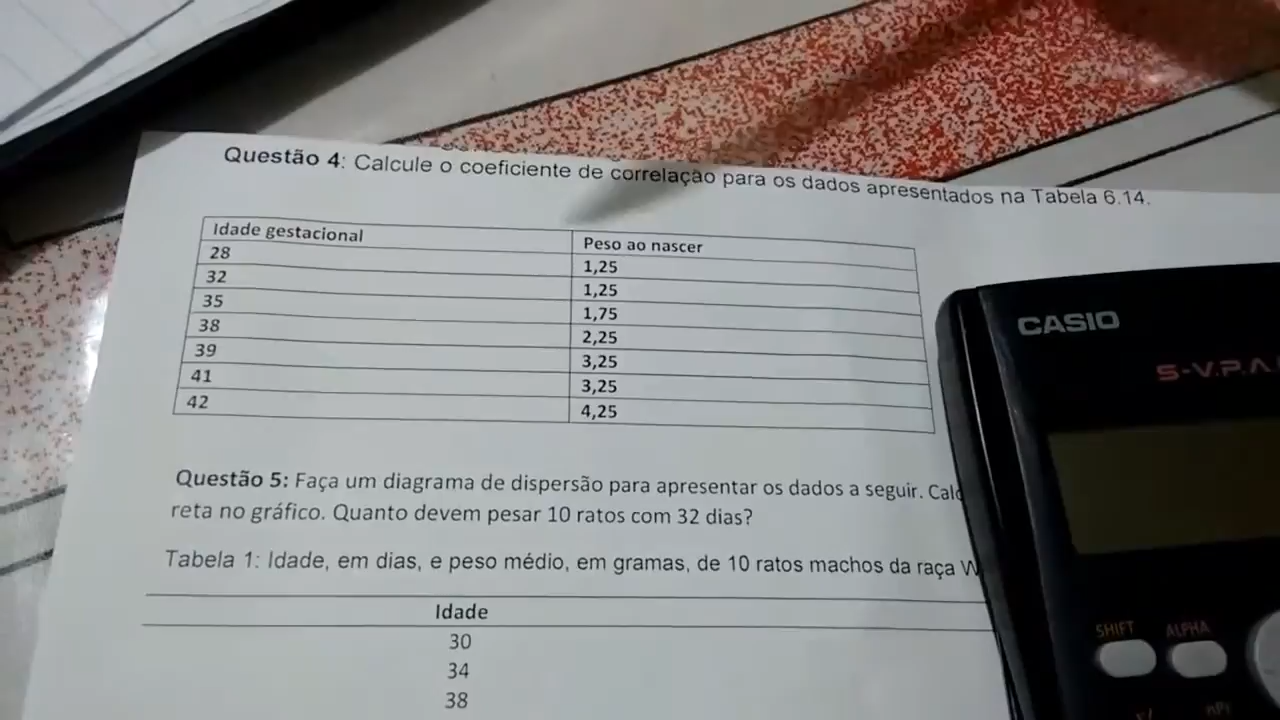 Questão 4: Calcule o coeficiente de correlação para os dados apresentados na Tabela 6.14.
Idade gestacional Peso ao nascer
28 1,25
32 1,25
35 1,75
38 2,25
39 3,25
41 3,25
42 4,25
Questão 5: Faça um diagrama de dispersão para apresentar os dados a seguir.
reta no gráfico. Quanto devem pesar 10 ratos com 32 dias?
Tabela 1: Idade, em dias, e peso médio, em gramas, de 10 ratos machos da raça
Idade
30
34
38
CASIO
S-V.P.A
SHIFT ALPHA